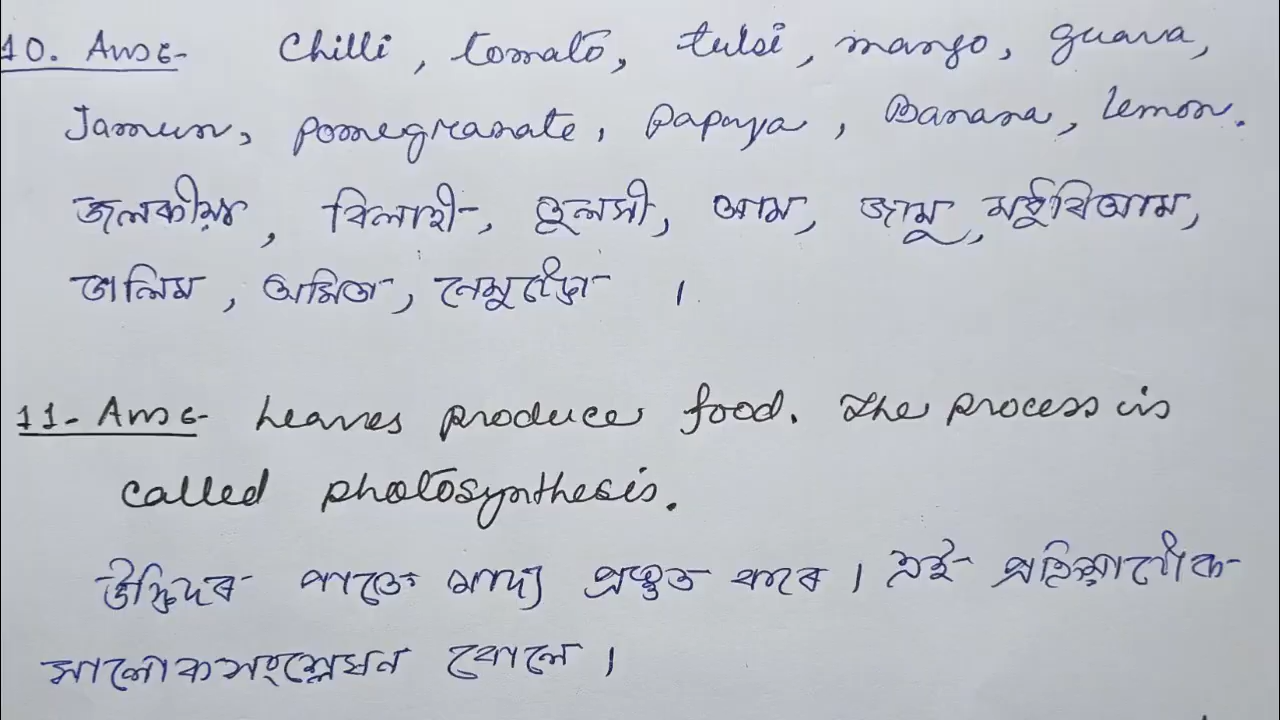 10. Ans:- Chilli, tomato, tulsi, mango, guava,
Jamun, pomegranate, Papaya, Banana, Lemon.
জলকীয়া, বিলাহী, তুলসী, আম, জামু, মধুৰিআম,
ডালিম, অমিতা, নেমুটেঙা ।
11. Ans:- Leaves produce food. The process is
called photosynthesis.
উদ্ভিদৰ পাতে খাদ্য প্ৰস্তুত কৰে । এই প্ৰক্ৰিয়াটোক
সালোকসংশ্লেষন বোলে ।